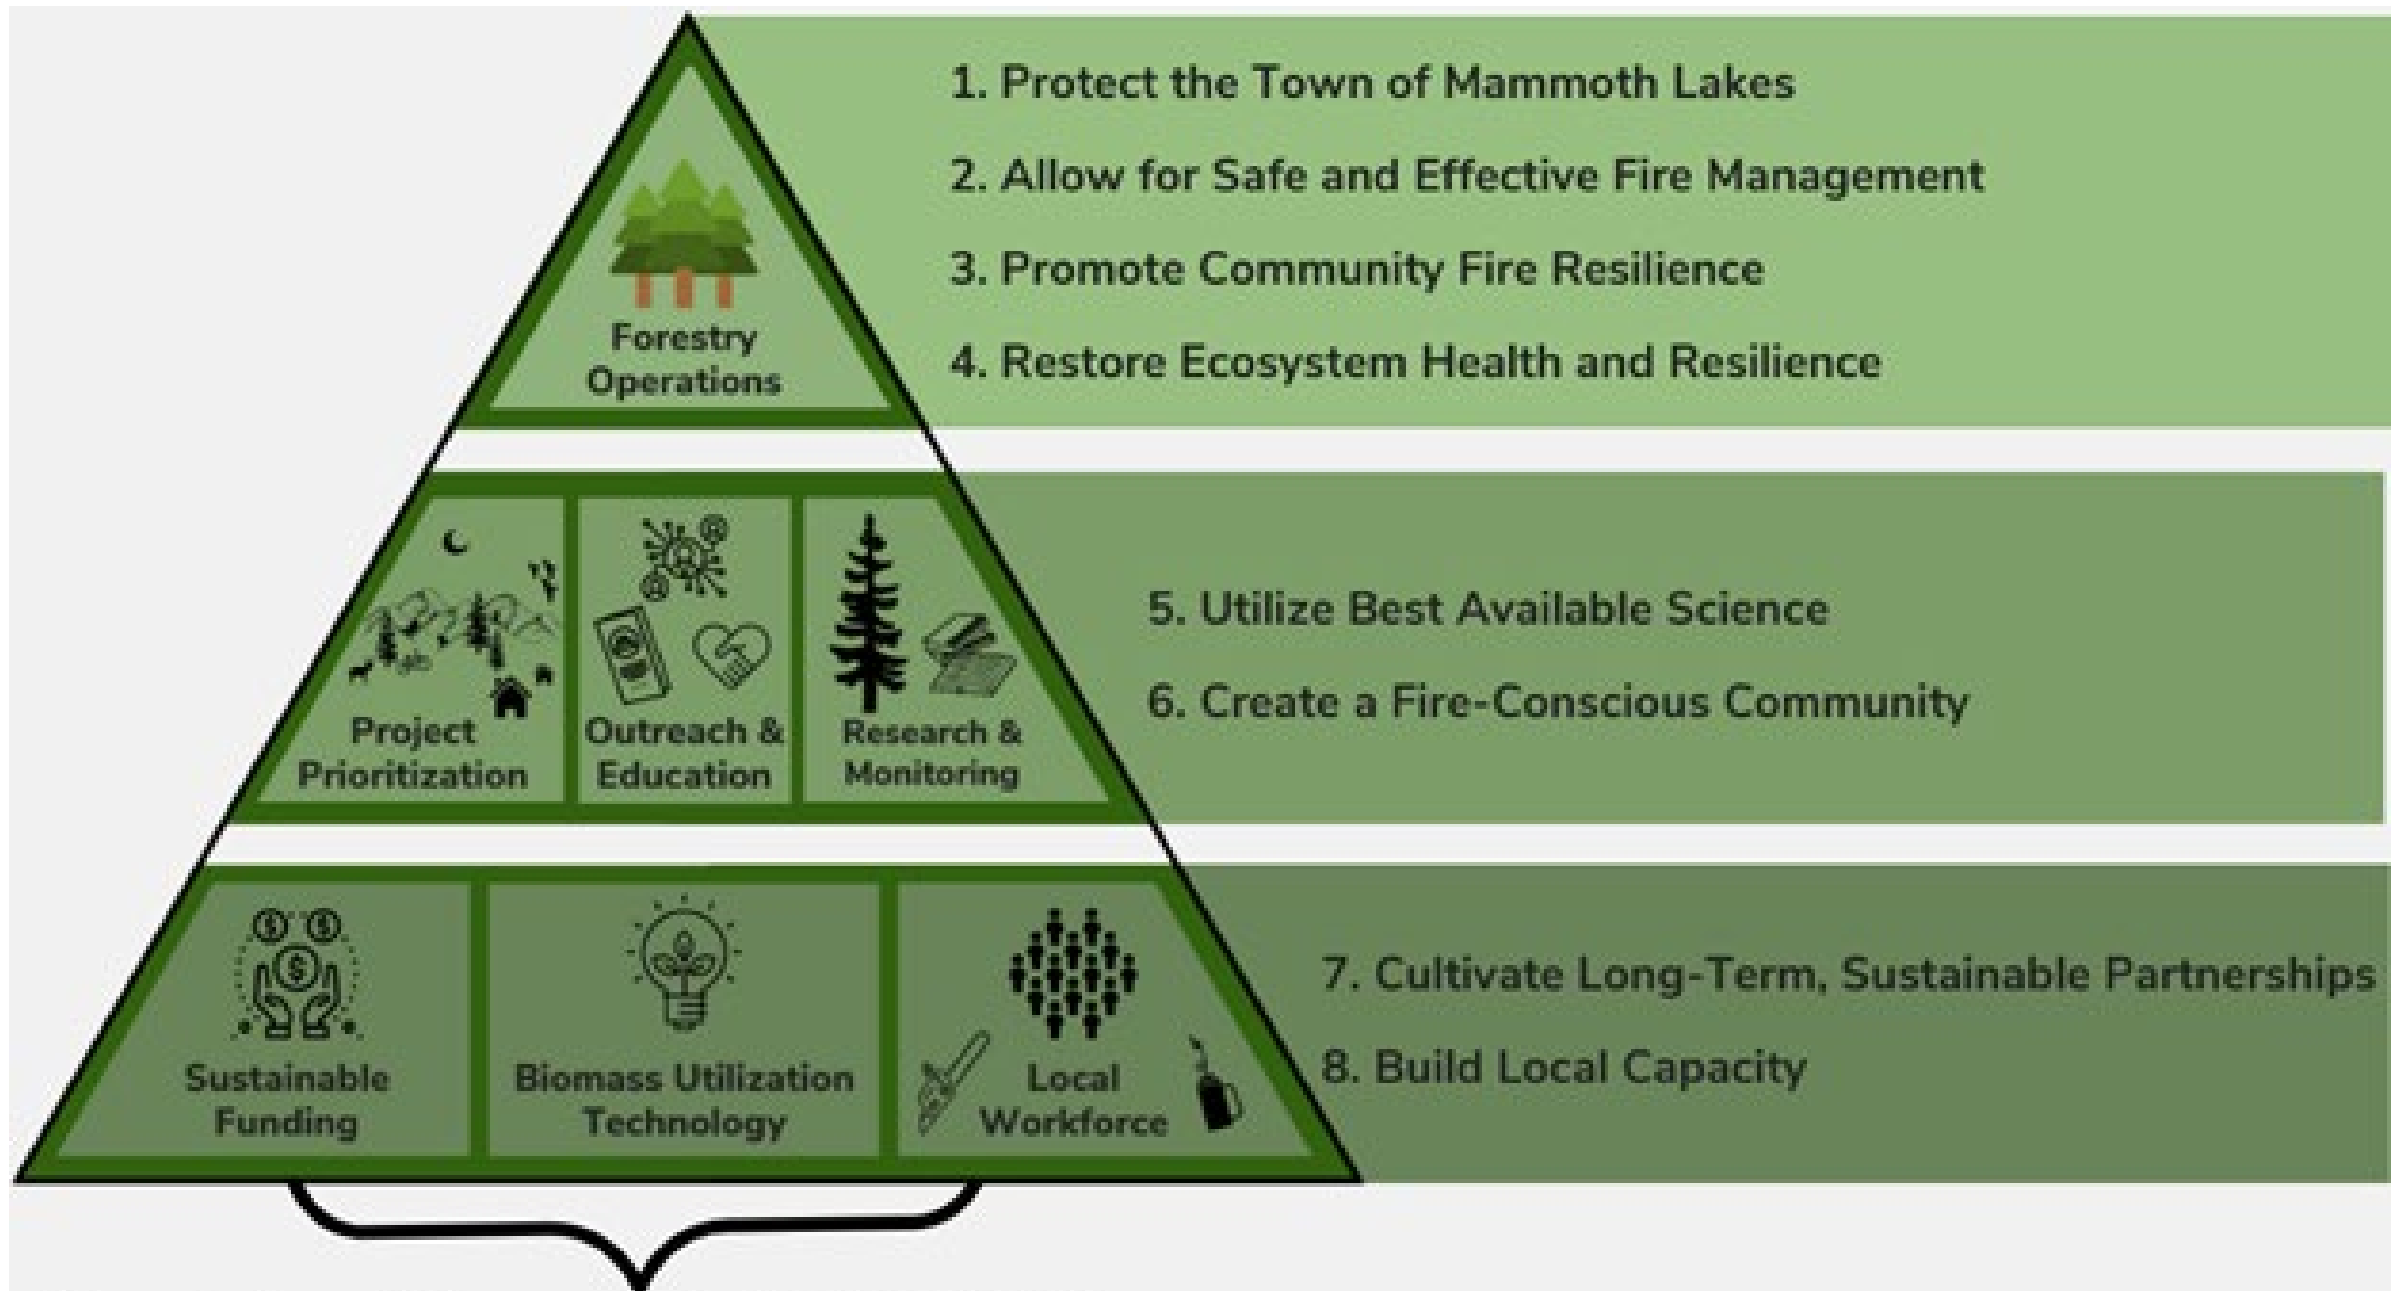 1. Protect the Town of Mammoth Lakes
2. Allow for Safe and Effective Fire Management
3. Promote Community Fire Resilience
4. Restore Ecosystem Health and Resilience
Forestry
Operations
5. Utilize Best Available Science
6. Create a Fire-Conscious Community
Project
Prioritization
Outreach &
Education
Research &
Monitoring
7. Cultivate Long-Term, Sustainable Partnerships
8. Build Local Capacity
Sustainable
Funding
Biomass Utilization
Technology
Local
Workforce